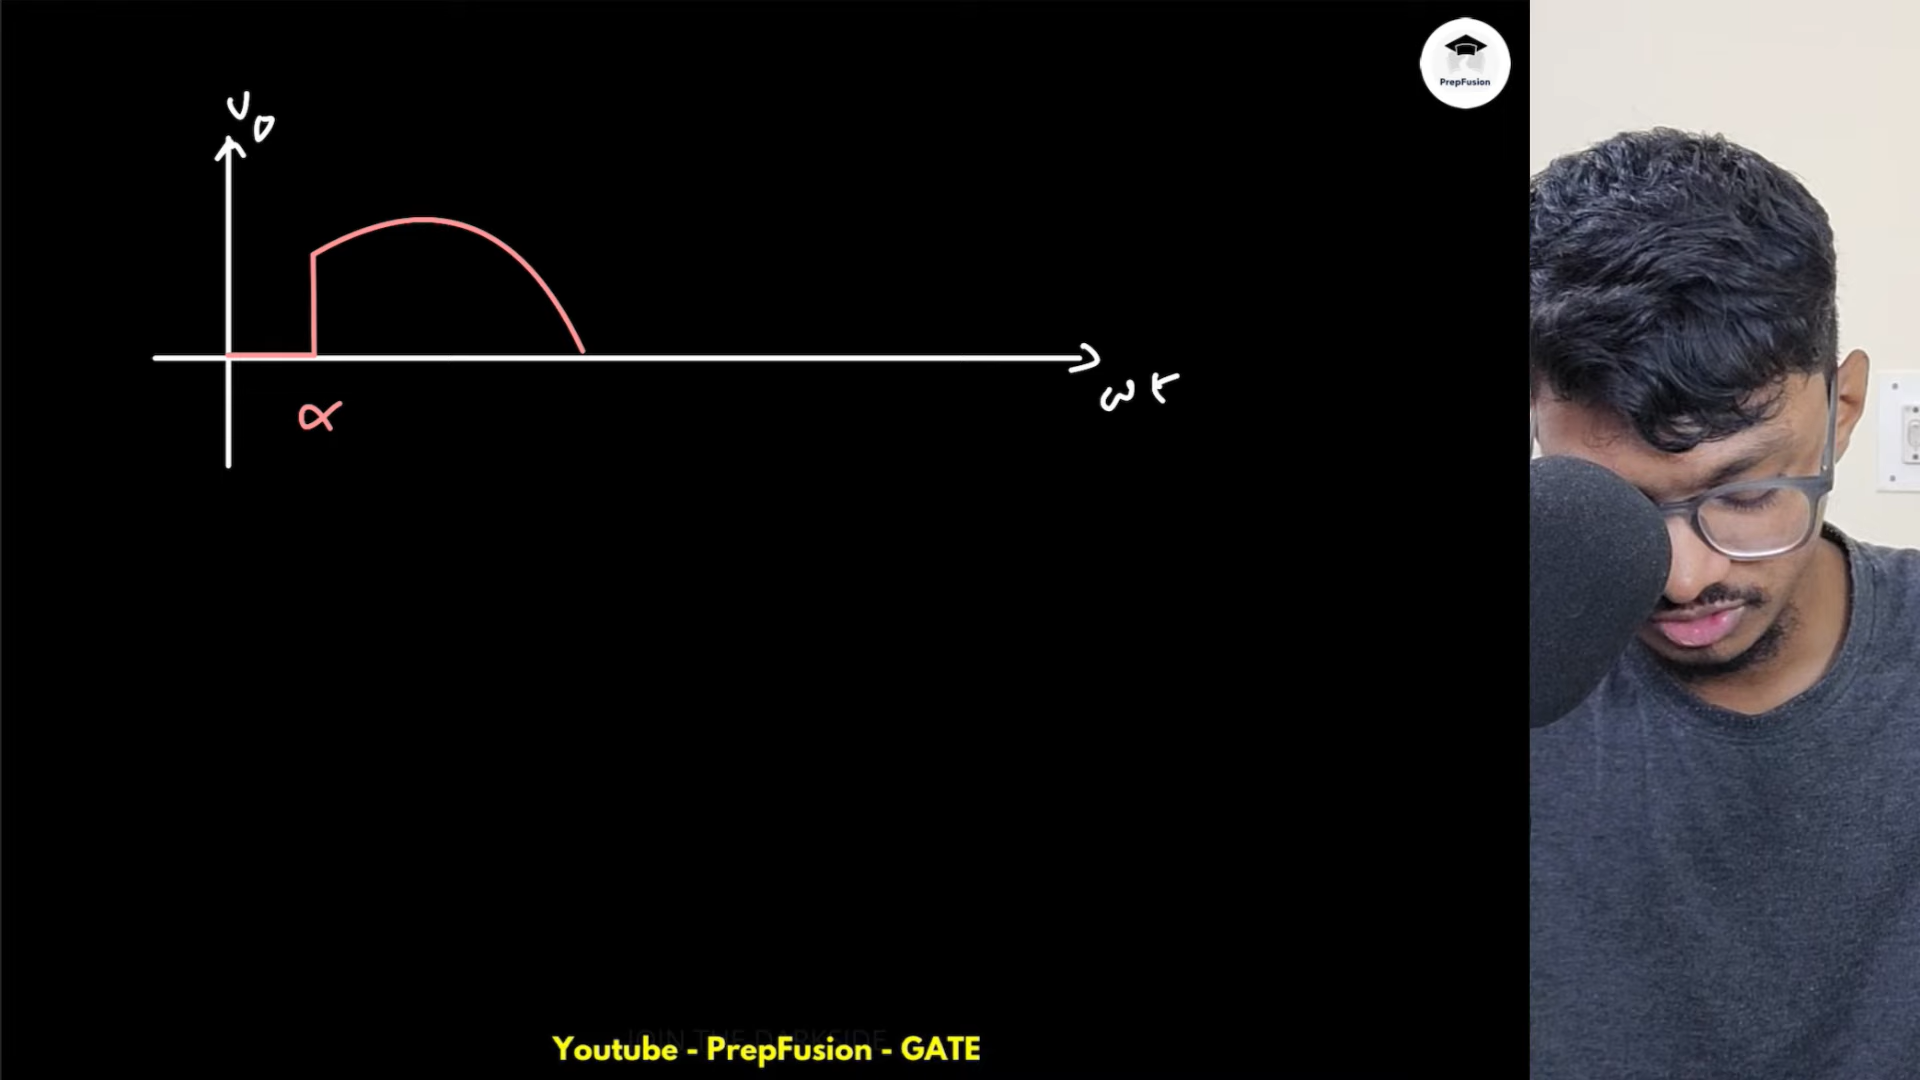 PrepFusion
v₀
ωt
α
Youtube - PrepFusion - GATE